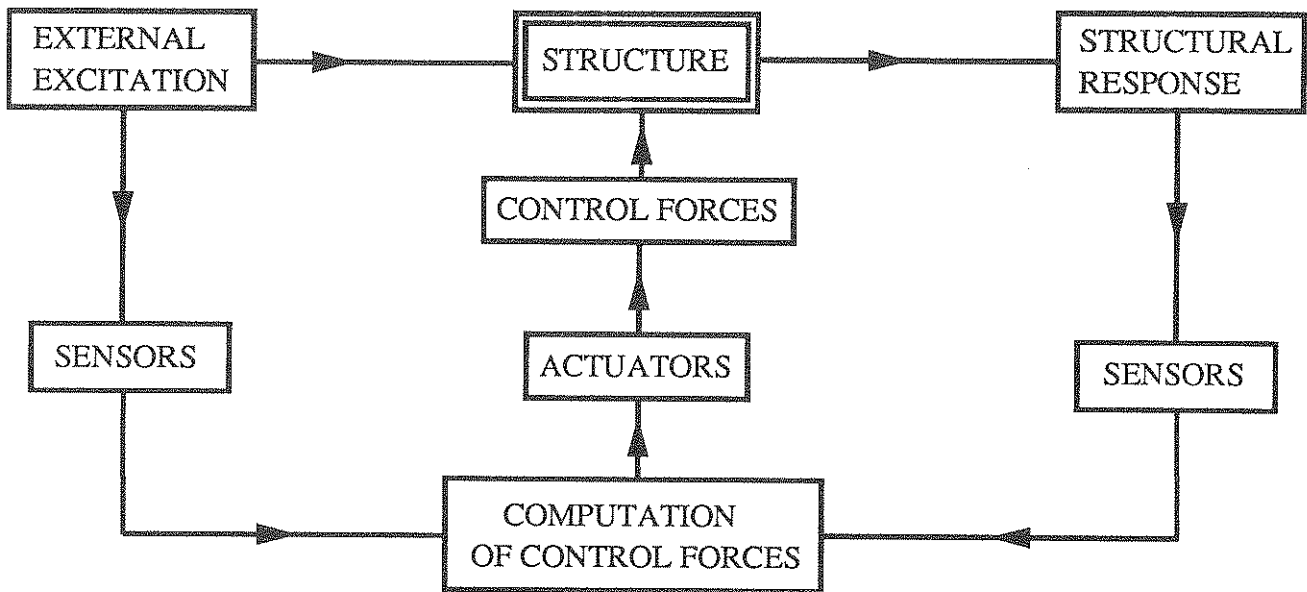 EXTERNAL
EXCITATION
STRUCTURE
STRUCTURAL
RESPONSE
CONTROL FORCES
SENSORS
ACTUATORS
SENSORS
COMPUTATION
OF CONTROL FORCES